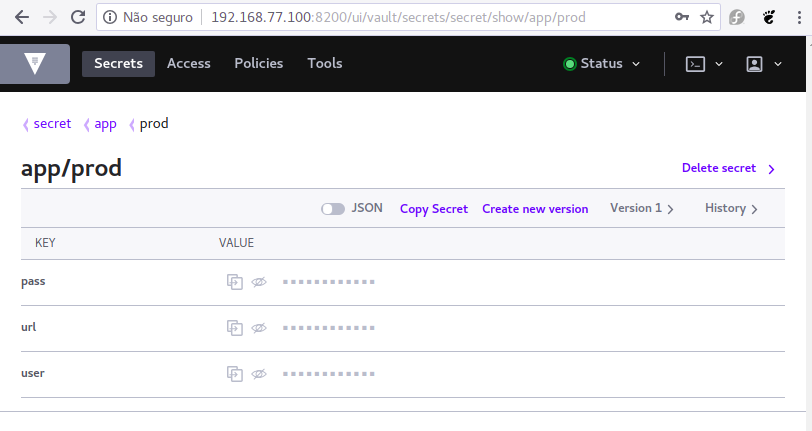 Não seguro 192.168.77.100:8200/ui/vault/secrets/secret/show/app/prod
Secrets Access Policies Tools Status
secret app prod
app/prod Delete secret
JSON Copy Secret Create new version Version 1 History
KEY VALUE
pass
url
user